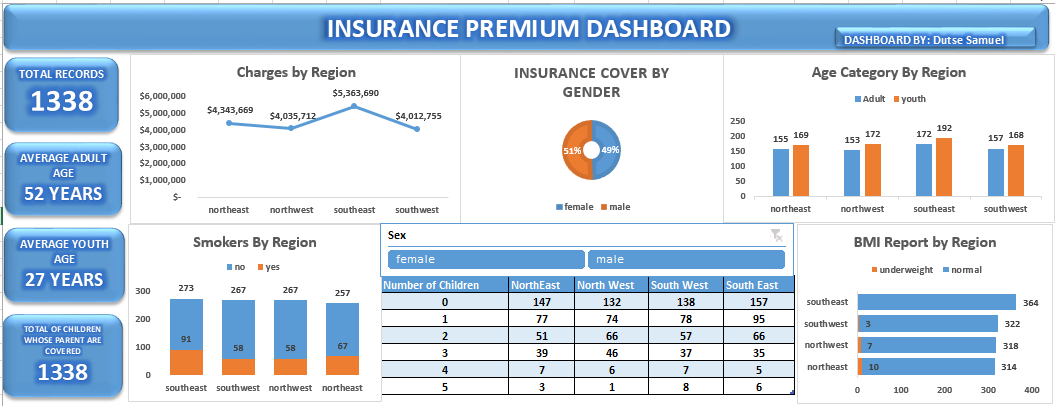 INSURANCE PREMIUM DASHBOARD
DASHBOARD BY: Dutse Samuel
TOTAL RECORDS
1338
AVERAGE ADULT
AGE
52 YEARS
AVERAGE YOUTH
AGE
27 YEARS
TOTAL OF CHILDREN
WHOSE PARENT ARE
COVERED
1338
Charges by Region
$6,000,000
$5,000,000
$4,000,000
$3,000,000
$2,000,000
$1,000,000
$-
$4,343,669
$4,035,712
$5,363,690
$4,012,755
northeast northwest southeast southwest
INSURANCE COVER BY
GENDER
51% 49%
female male
Age Category By Region
Adult youth
250
200
150
100
50
0
155 169 153 172 172 192 157 168
northeast northwest southeast southwest
Smokers By Region
no yes
300
200
100
0
273 267 267 257
91 58 58 67
southeast southwest northwest northeast
Sex
female male
Number of Children NorthEast North West South West South East
0 147 132 138 157
1 77 74 78 95
2 51 66 57 66
3 39 46 37 35
4 7 6 7 5
5 3 1 8 6
BMI Report by Region
underweight normal
southeast 364
southwest 3 322
northwest 7 318
northeast 10 314
0 100 200 300 400